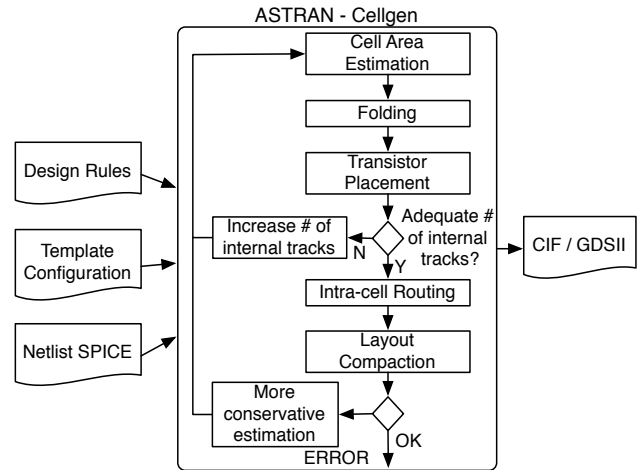 ASTRAN - Cellgen
Cell Area
Estimation
Folding
Transistor
Placement
Design Rules
Template
Configuration
Netlist SPICE
Increase # of
internal tracks
N
Adequate #
of internal
tracks?
Y
CIF / GDSII
Intra-cell Routing
Layout
Compaction
More
conservative
estimation
OK
ERROR